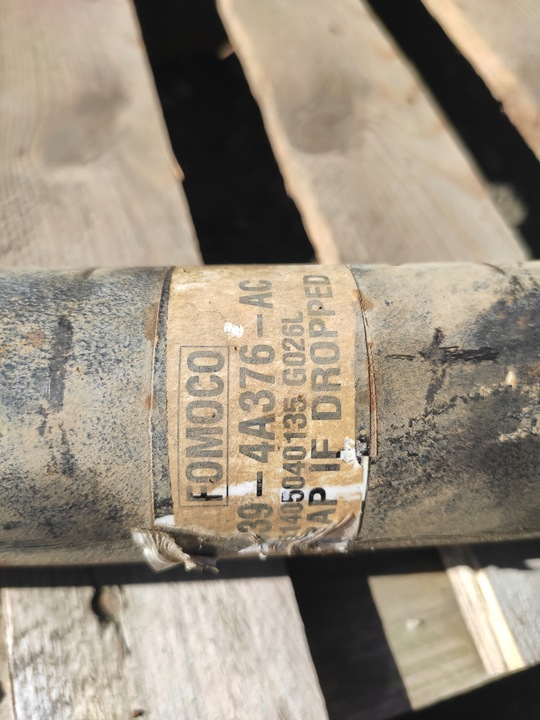 FOMOCO
39-4A376-AC
1405040135 G026L
AP IF DROPPED